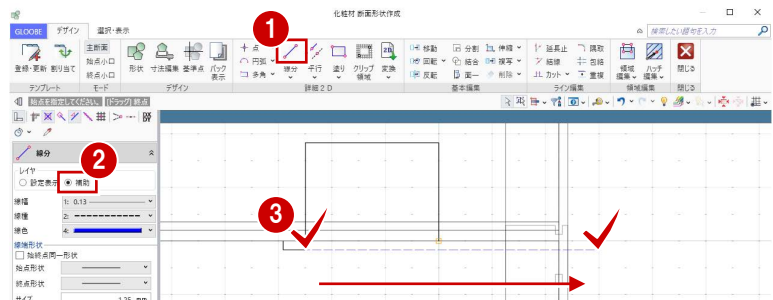 化粧材 断面形状作成
1
GLOOBE デザイン 選択・表示 検索したい語句を入力
登録・更新 割り当て 主断面 始点小口 終点小口 形状 寸法編集 基準点 パック表示 点 円弧 多角 線分 平行 塗り クリップ領域 変換 移動 回転 反転 分割 結合 面一 伸縮 複写 削除 延長止 結線 カット 隅取 包絡 重複 領域編集 ハッチ編集 閉じる
テンプレート モード デザイン 詳細2D 基本編集 ライン編集 領域編集 閉じる
始点を指定してください。[ドラッグ] 終点
線分
2
レイヤ
設定表示 補助
線幅 1: 0.13
線種 2:
線色 4:
3
線端形状
始終点同一形状
始点形状
終点形状
サイズ 1.25 mm